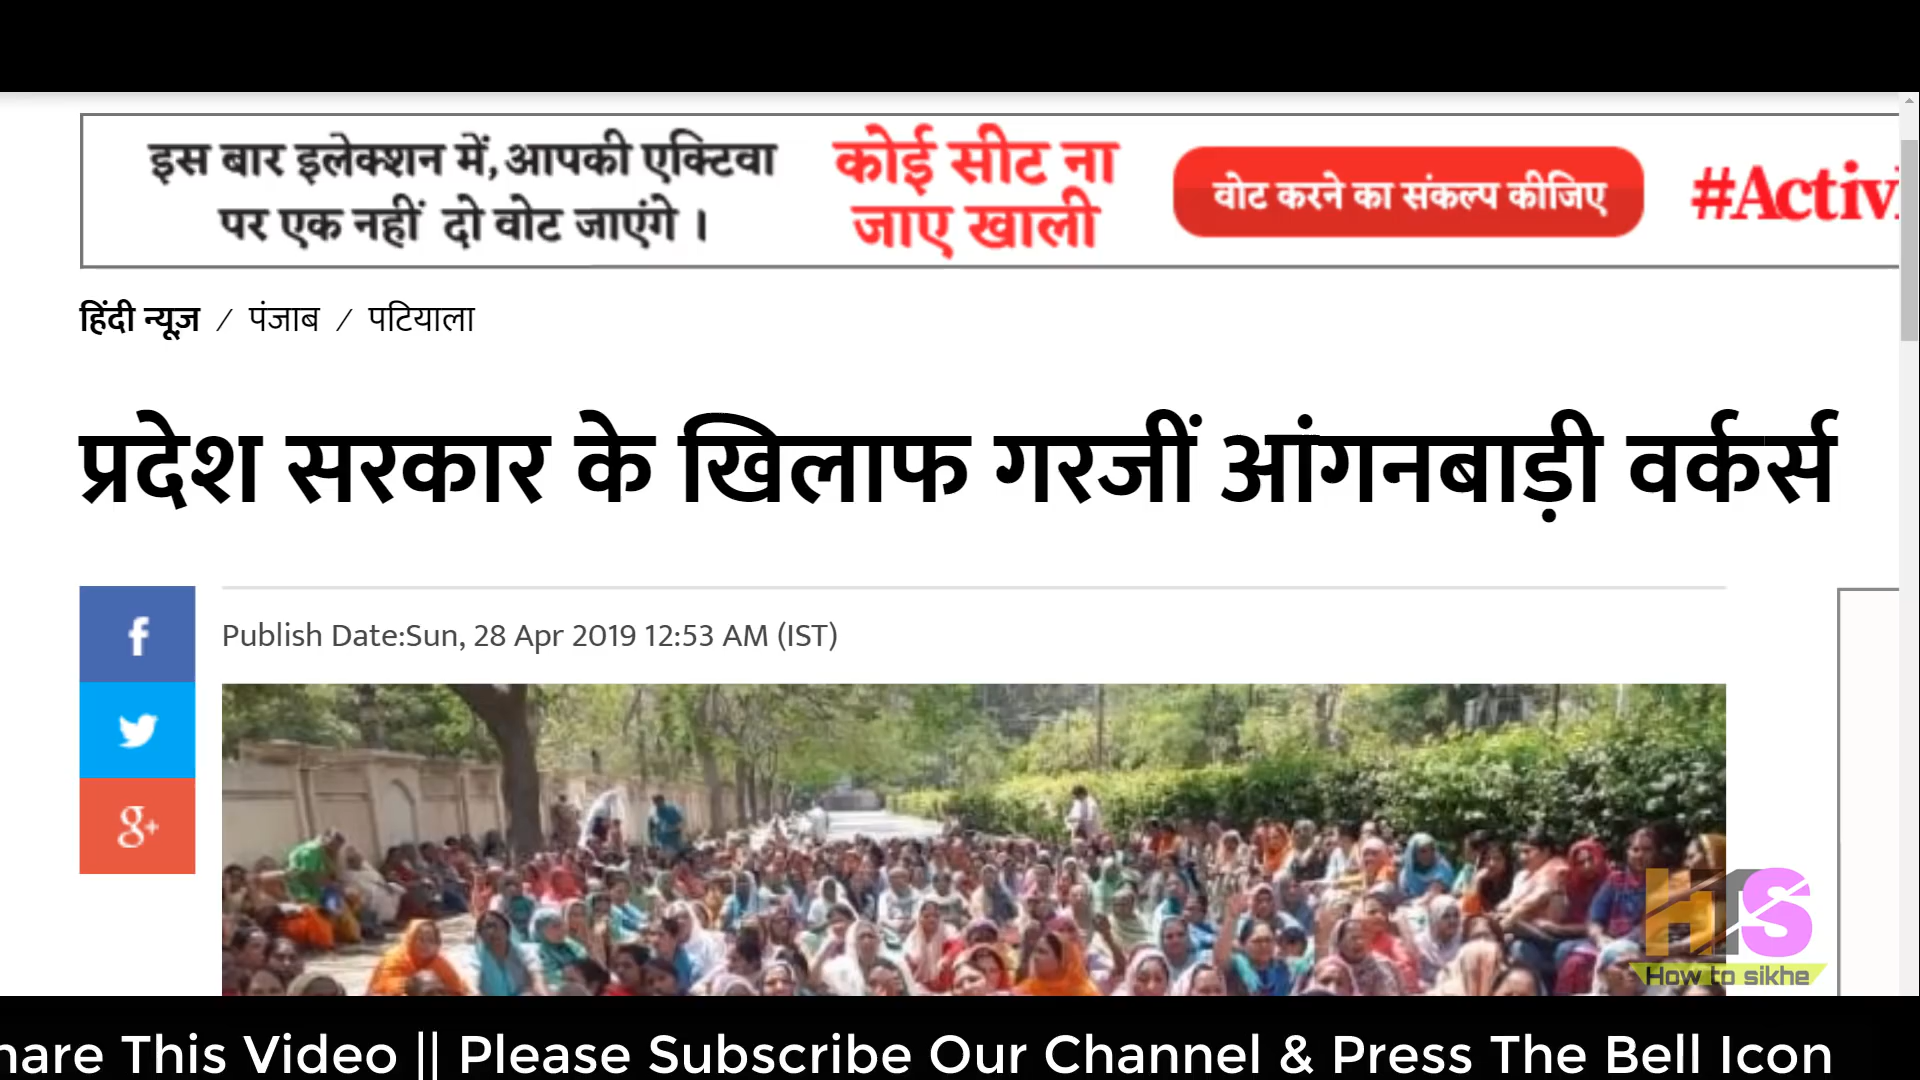 इस बार इलेक्शन में, आपकी एक्टिवा
पर एक नहीं दो वोट जाएंगे ।
कोई सीट ना
जाए खाली
वोट करने का संकल्प कीजिए
#Activ
हिंदी न्यूज़ / पंजाब / पटियाला
प्रदेश सरकार के खिलाफ गरजीं आंगनबाड़ी वर्कर्स
f
g+
Publish Date:Sun, 28 Apr 2019 12:53 AM (IST)
HTS
How to sikhe
hare This Video || Please Subscribe Our Channel & Press The Bell Icon